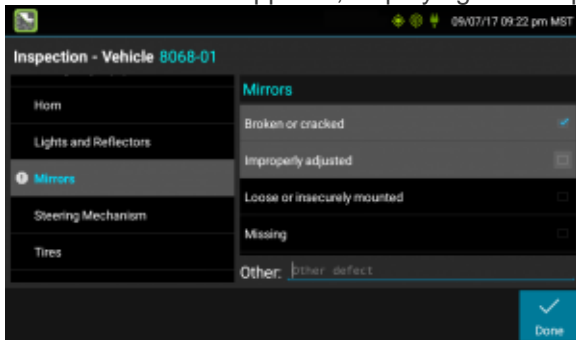 09/07/17 09:22 pm MST
Inspection - Vehicle 8068-01
Horn
Lights and Reflectors
Mirrors
Steering Mechanism
Tires
Mirrors
Broken or cracked
Improperly adjusted
Loose or insecurely mounted
Missing
Other: Other defect
Done